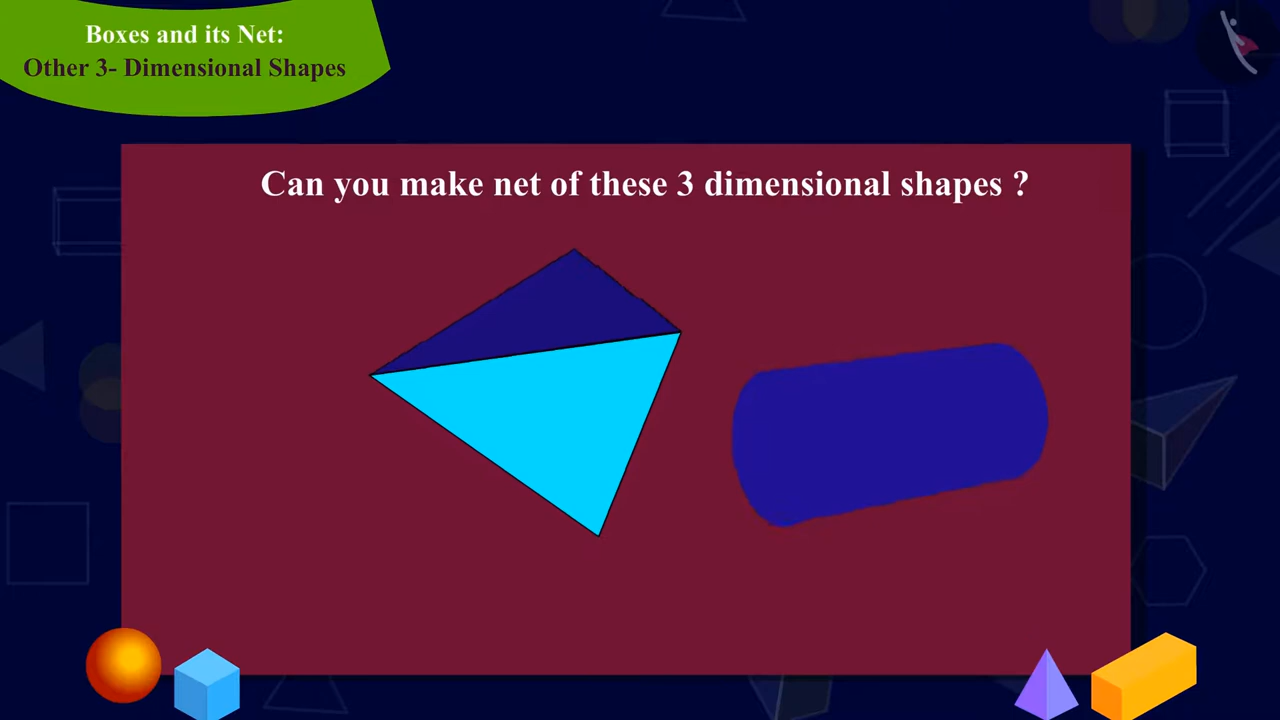 Boxes and its Net:
Other 3- Dimensional Shapes
Can you make net of these 3 dimensional shapes ?